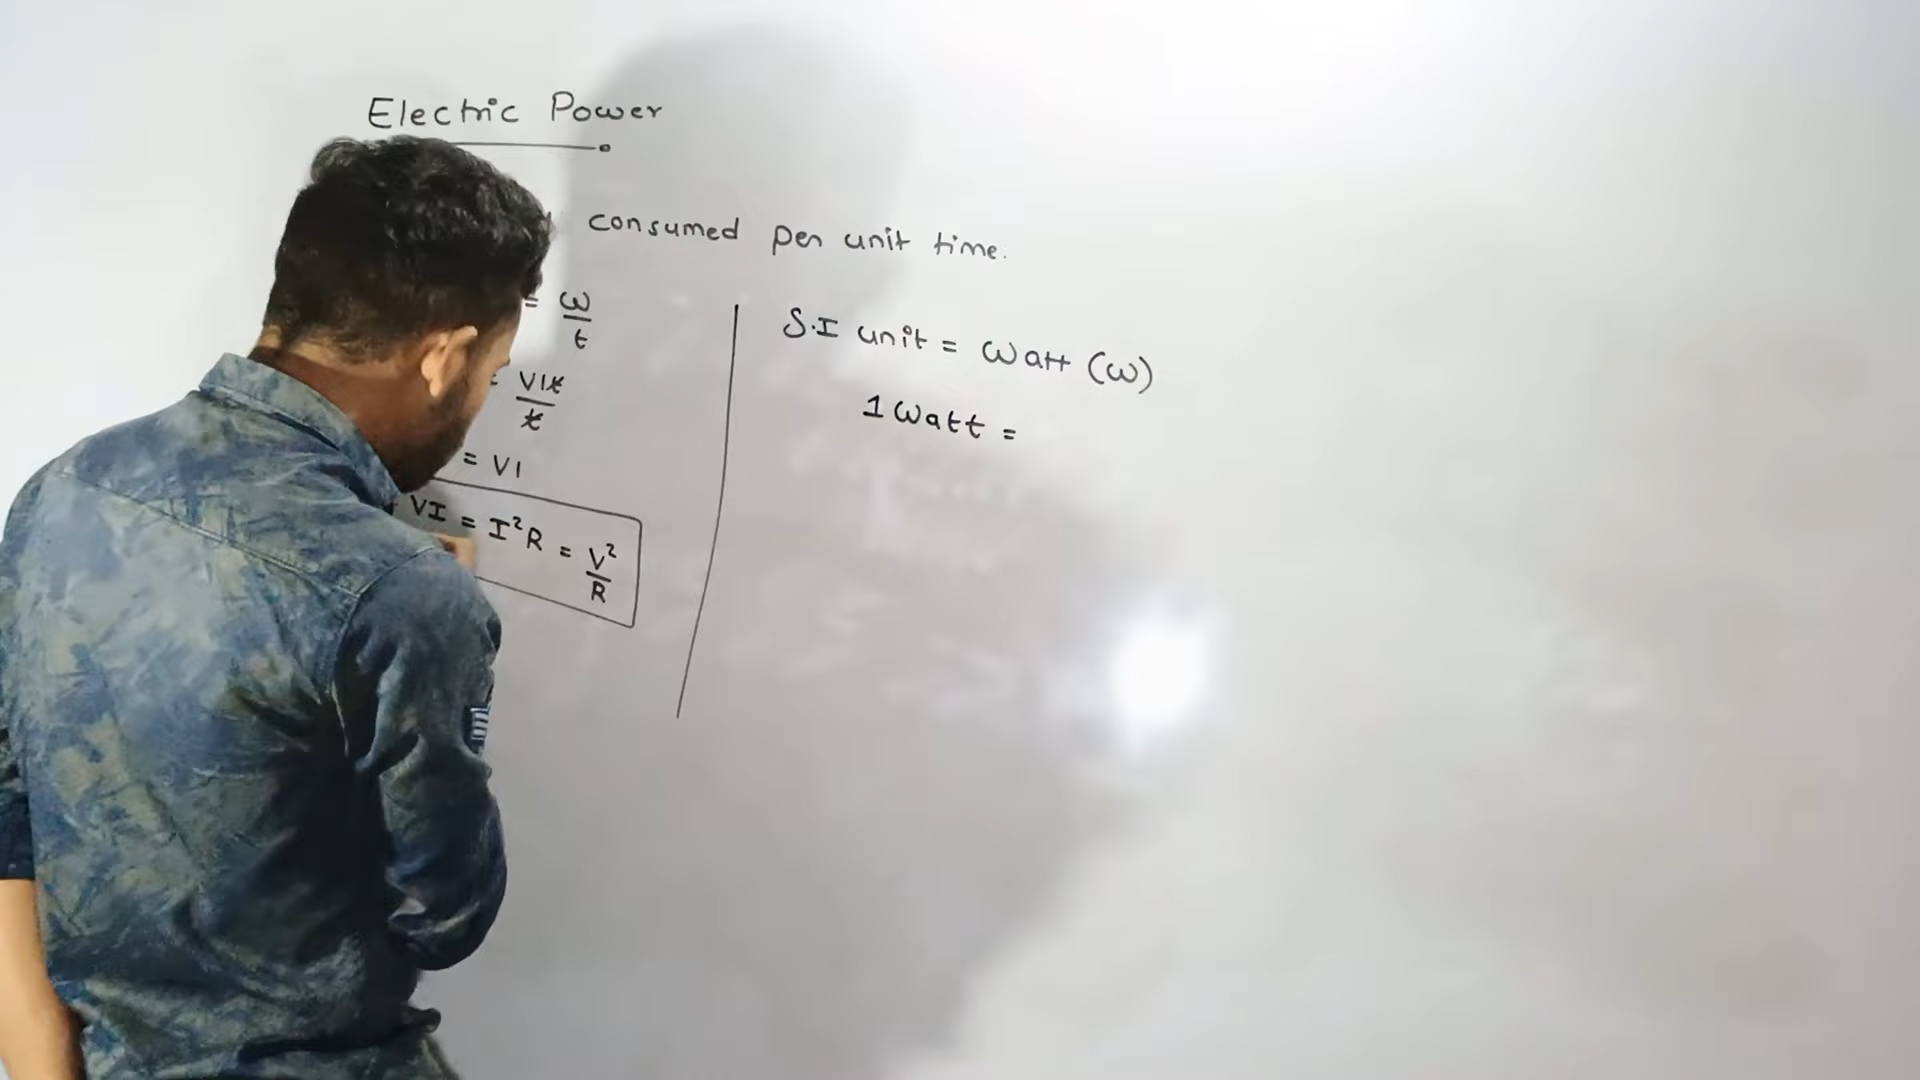 Electric Power
consumed per unit time.
= W/t
= VIt/t
= VI
VI = I²R = V²/R
S.I unit = Watt (W)
1 Watt =